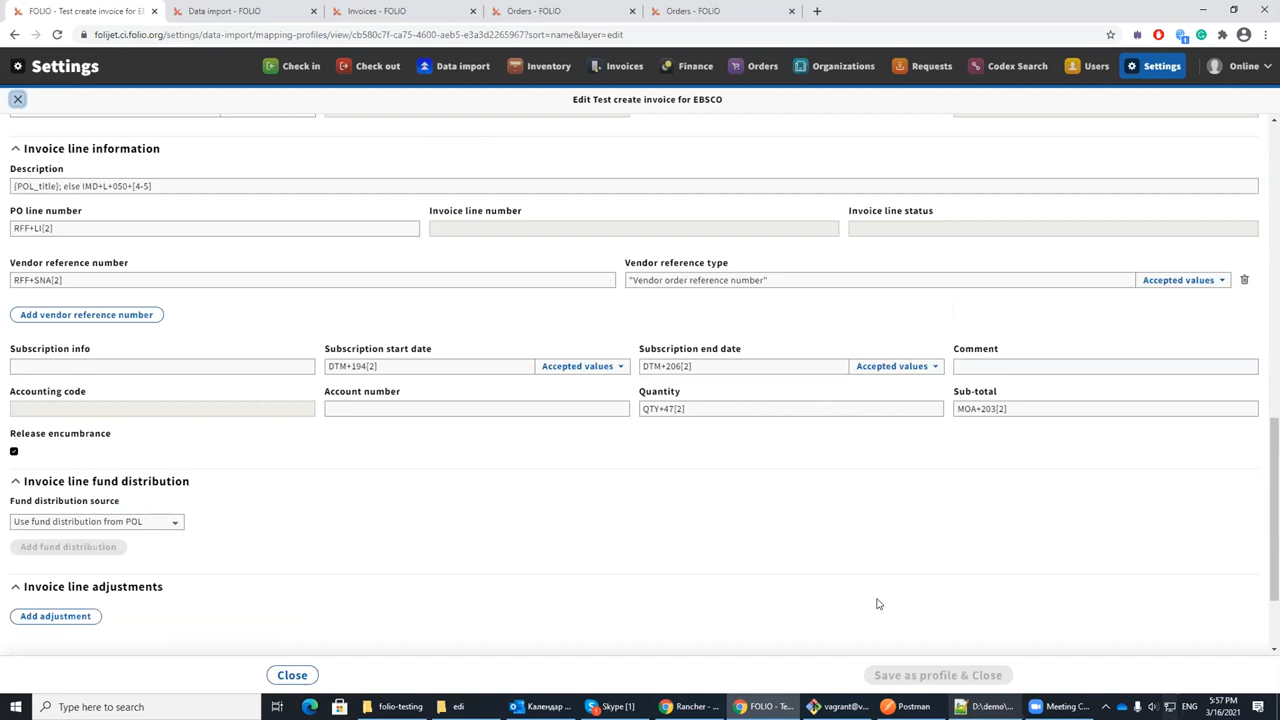 FOLIO - Test create invoice for EB
Data import - FOLIO
Invoices - FOLIO
Orders - FOLIO
Orders - FOLIO
folijet.ci.folio.org/settings/data-import/mapping-profiles/view/cb580c7f-ca75-4600-aeb5-e3a3d2265967?sort=name&layer=edit
Settings
Check in
Check out
Data import
Inventory
Invoices
Finance
Orders
Organizations
Requests
Codex Search
Users
Settings
Online
Edit Test create invoice for EBSCO
Invoice line information
Description
{POL_title}; else IMD+L+050+[4-5]
PO line number
Invoice line number
Invoice line status
RFF+LI[2]
Vendor reference number
Vendor reference type
RFF+SNA[2]
"Vendor order reference number"
Accepted values
Add vendor reference number
Subscription info
Subscription start date
Subscription end date
Comment
DTM+194[2]
Accepted values
DTM+206[2]
Accepted values
Accounting code
Account number
Quantity
Sub-total
QTY+47[2]
MOA+203[2]
Release encumbrance
Invoice line fund distribution
Fund distribution source
Use fund distribution from POL
Add fund distribution
Invoice line adjustments
Add adjustment
Close
Save as profile & Close
Type here to search
folio-testing
edi
Календар ...
Skype [1]
Rancher - ...
FOLIO - Te...
vagrant@v...
Postman
D:\demo\...
Meeting C...
ENG
5:57 PM
3/16/2021